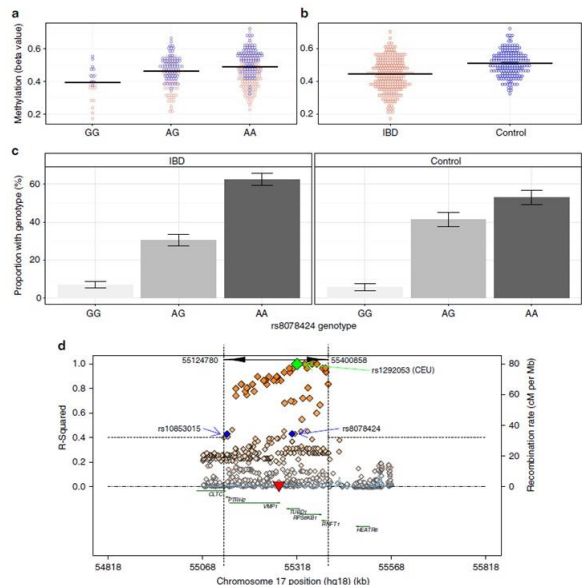 a
b
Methylation (beta value)
0.6
0.4
0.2
GG
AG
AA
0.6
0.4
0.2
IBD
Control
c
IBD
Control
Proportion with genotype (%)
60
40
20
0
GG
AG
AA
GG
AG
AA
rs8078424 genotype
d
55124780
55400858
rs1292053 (CEU)
rs10853015
rs8078424
R-Squared
1.0
0.8
0.6
0.4
0.2
0.0
Recombination rate (cM per Mb)
80
60
40
20
0
CLTC
PTRH2
VMP1
TUBD1
RPS6KB1
RNFT1
HEATR6
54818
55068
55318
55568
55818
Chromosome 17 position (hg18) (kb)